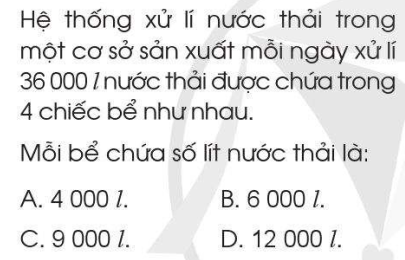 Hệ thống xử lí nước thải trong
một cơ sở sản xuất mỗi ngày xử lí
36 000 l nước thải được chứa trong
4 chiếc bể như nhau.
Mỗi bể chứa số lít nước thải là:
A. 4 000 l. B. 6 000 l.
C. 9 000 l. D. 12 000 l.